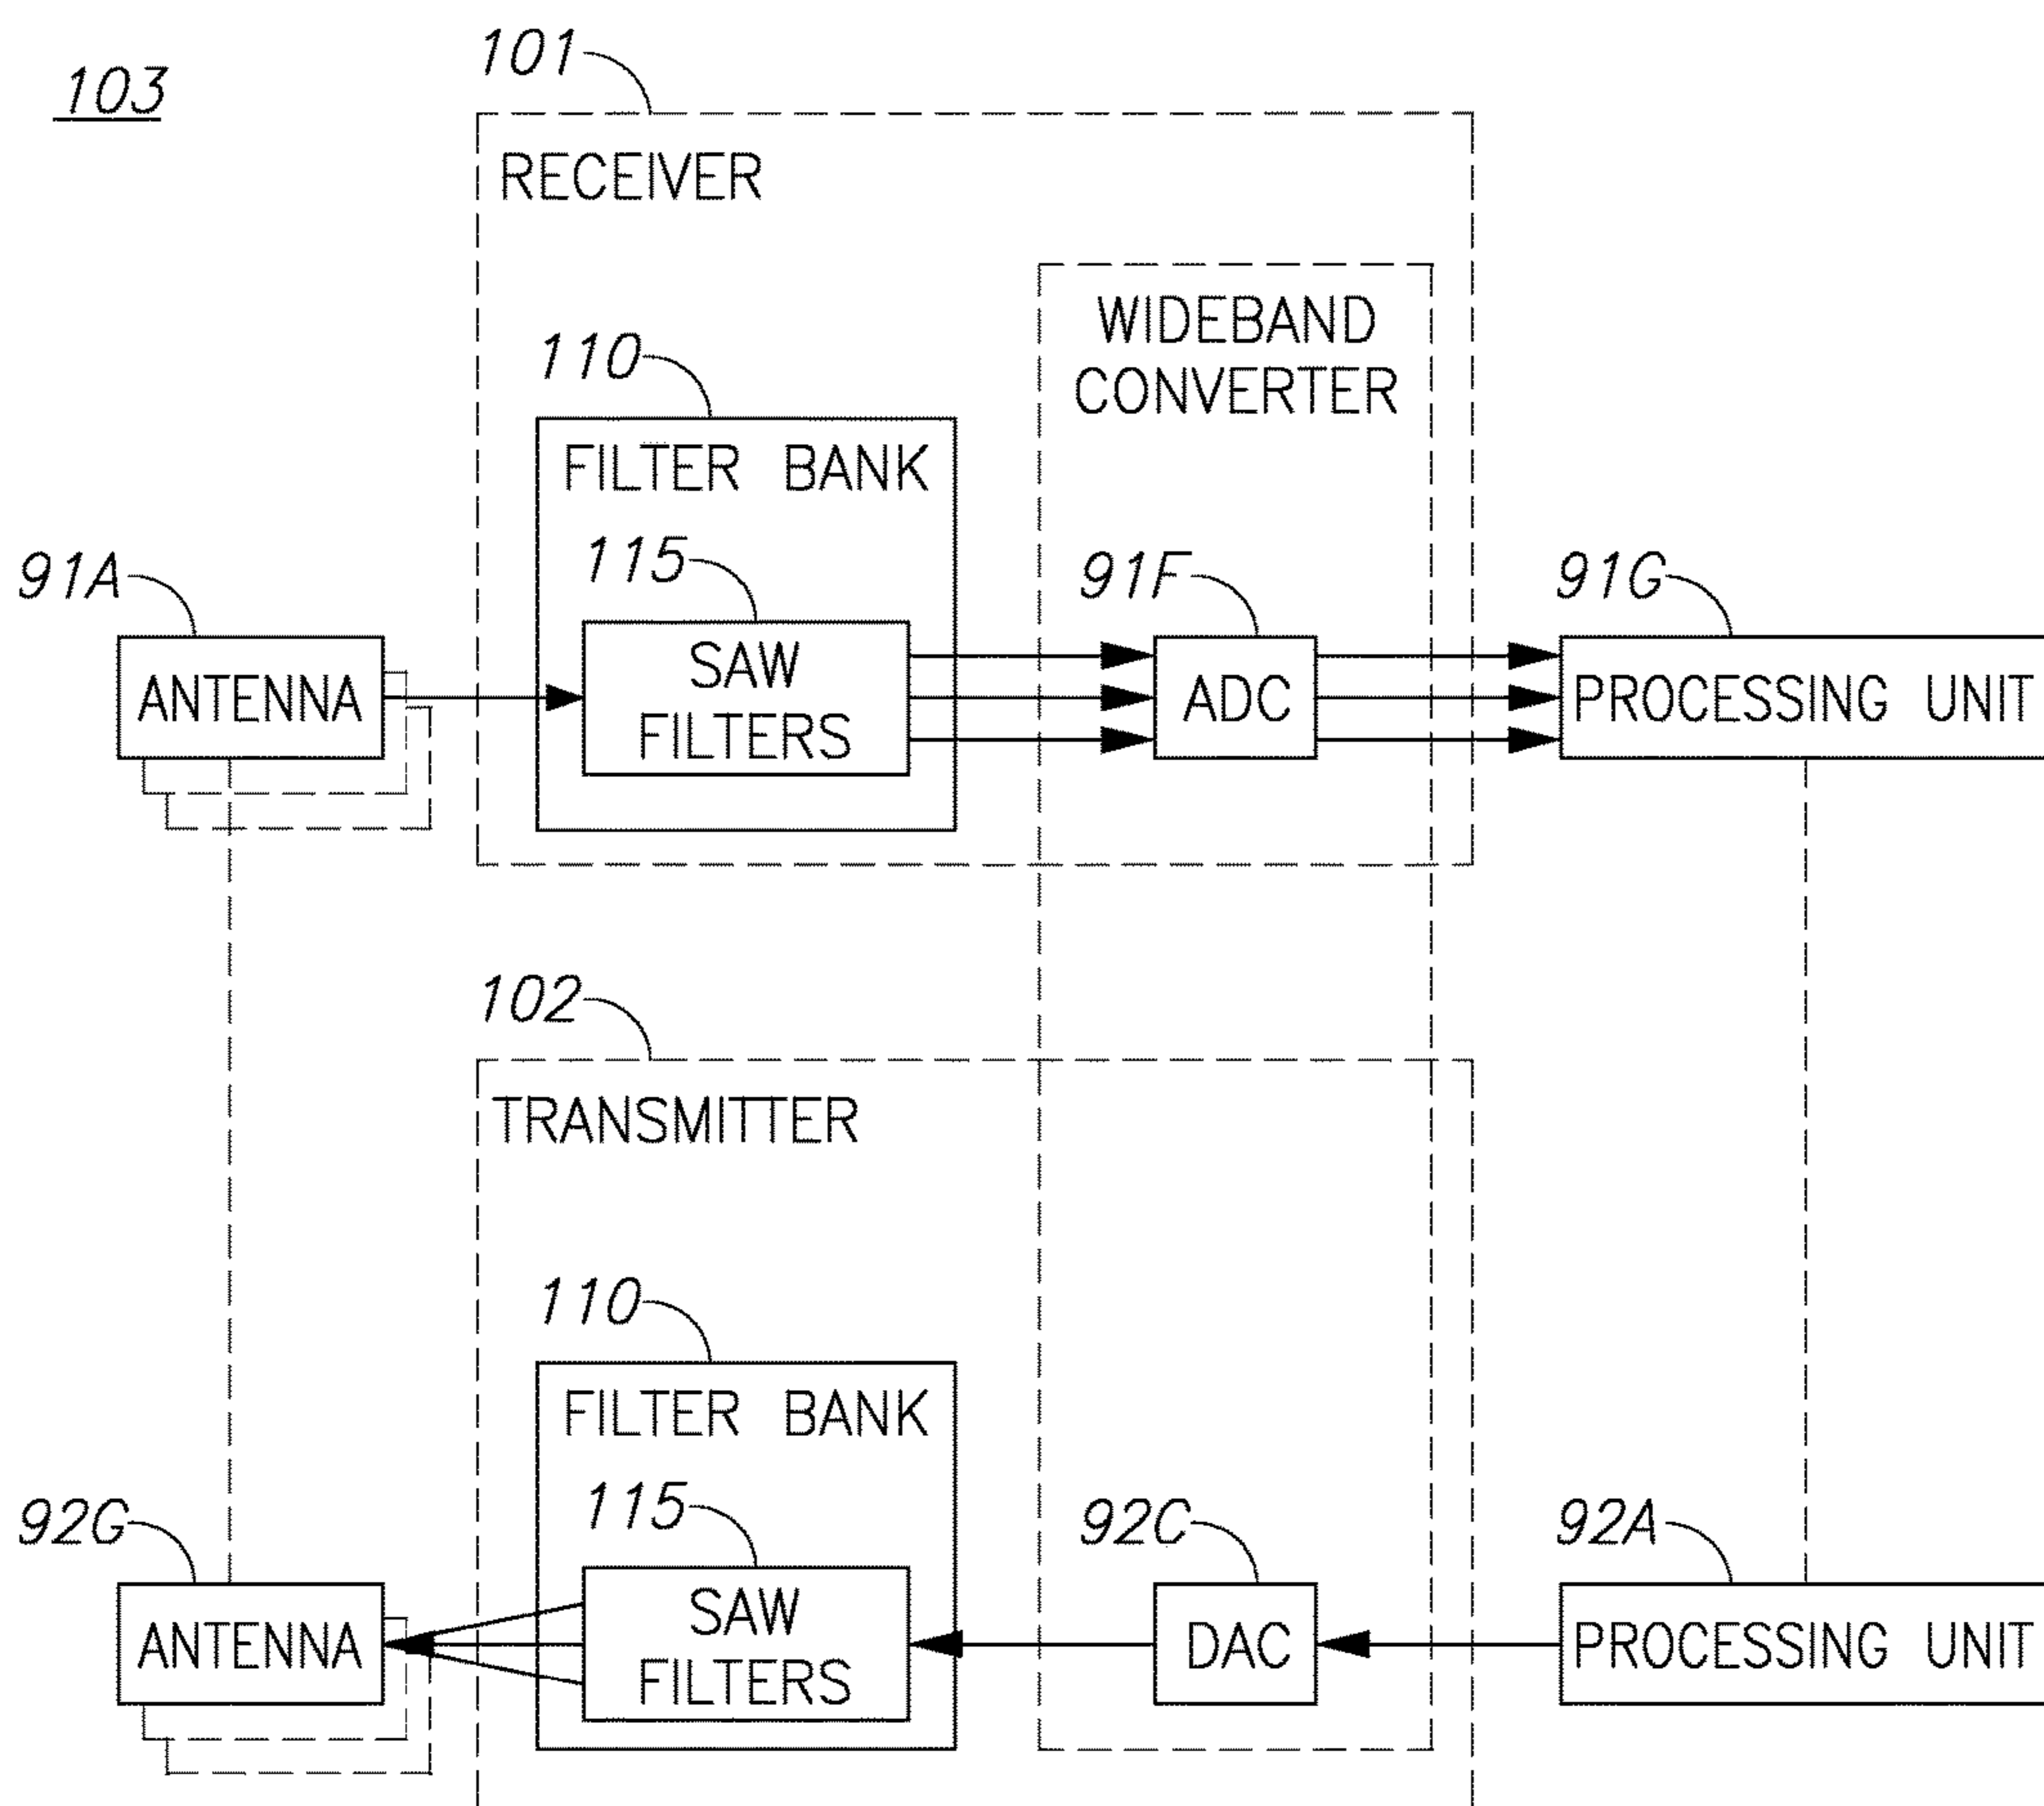 103
101
RECEIVER
WIDEBAND
CONVERTER
110
FILTER BANK
115
91A
91F
91G
ANTENNA
SAW
FILTERS
ADC
PROCESSING UNIT
102
TRANSMITTER
110
FILTER BANK
115
92G
92C
92A
ANTENNA
SAW
FILTERS
DAC
PROCESSING UNIT